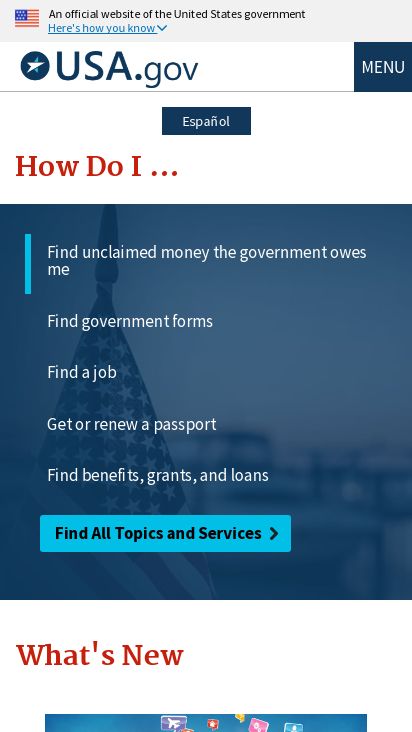 An official website of the United States government
Here's how you know
USA.gov
MENU
Español
How Do I ...
Find unclaimed money the government owes
me
Find government forms
Find a job
Get or renew a passport
Find benefits, grants, and loans
Find All Topics and Services
What's New